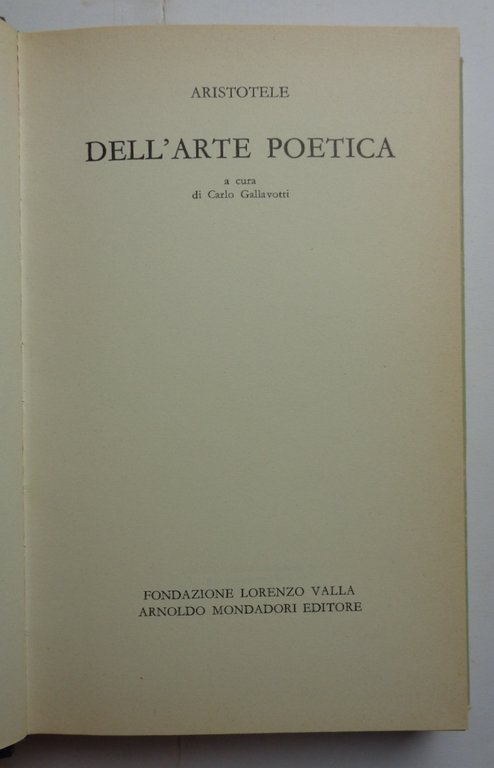 ARISTOTELE
DELL'ARTE POETICA
a cura
di Carlo Gallavotti
FONDAZIONE LORENZO VALLA
ARNOLDO MONDADORI EDITORE